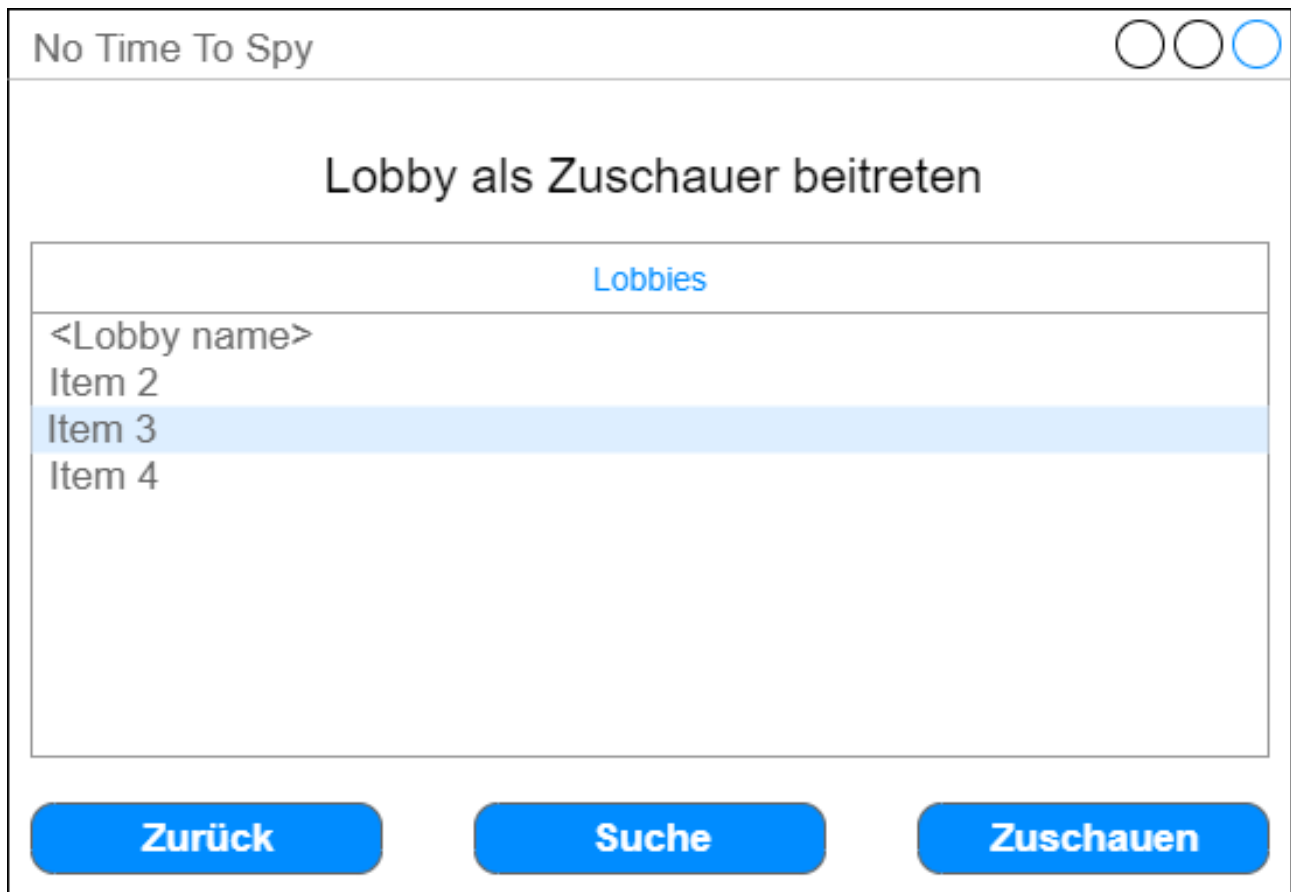 No Time To Spy
Lobby als Zuschauer beitreten
Lobbies
<Lobby name>
Item 2
Item 3
Item 4
Zurück
Suche
Zuschauen